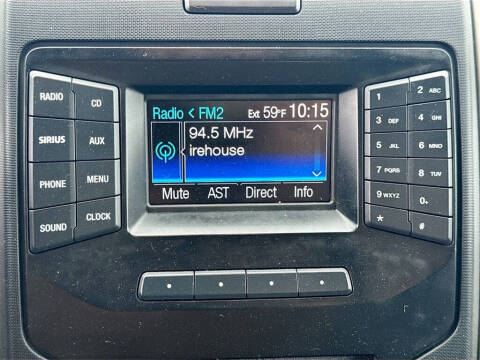 RADIO
CD
SIRIUS
AUX
PHONE
MENU
SOUND
CLOCK
Radio < FM2 Ext 59°F 10:15
94.5 MHz
irehouse
Mute AST Direct Info
1
2 ABC
3 DEF
4 GHI
5 JKL
6 MNO
7 PQRS
8 TUV
9 WXYZ
0+
*
#